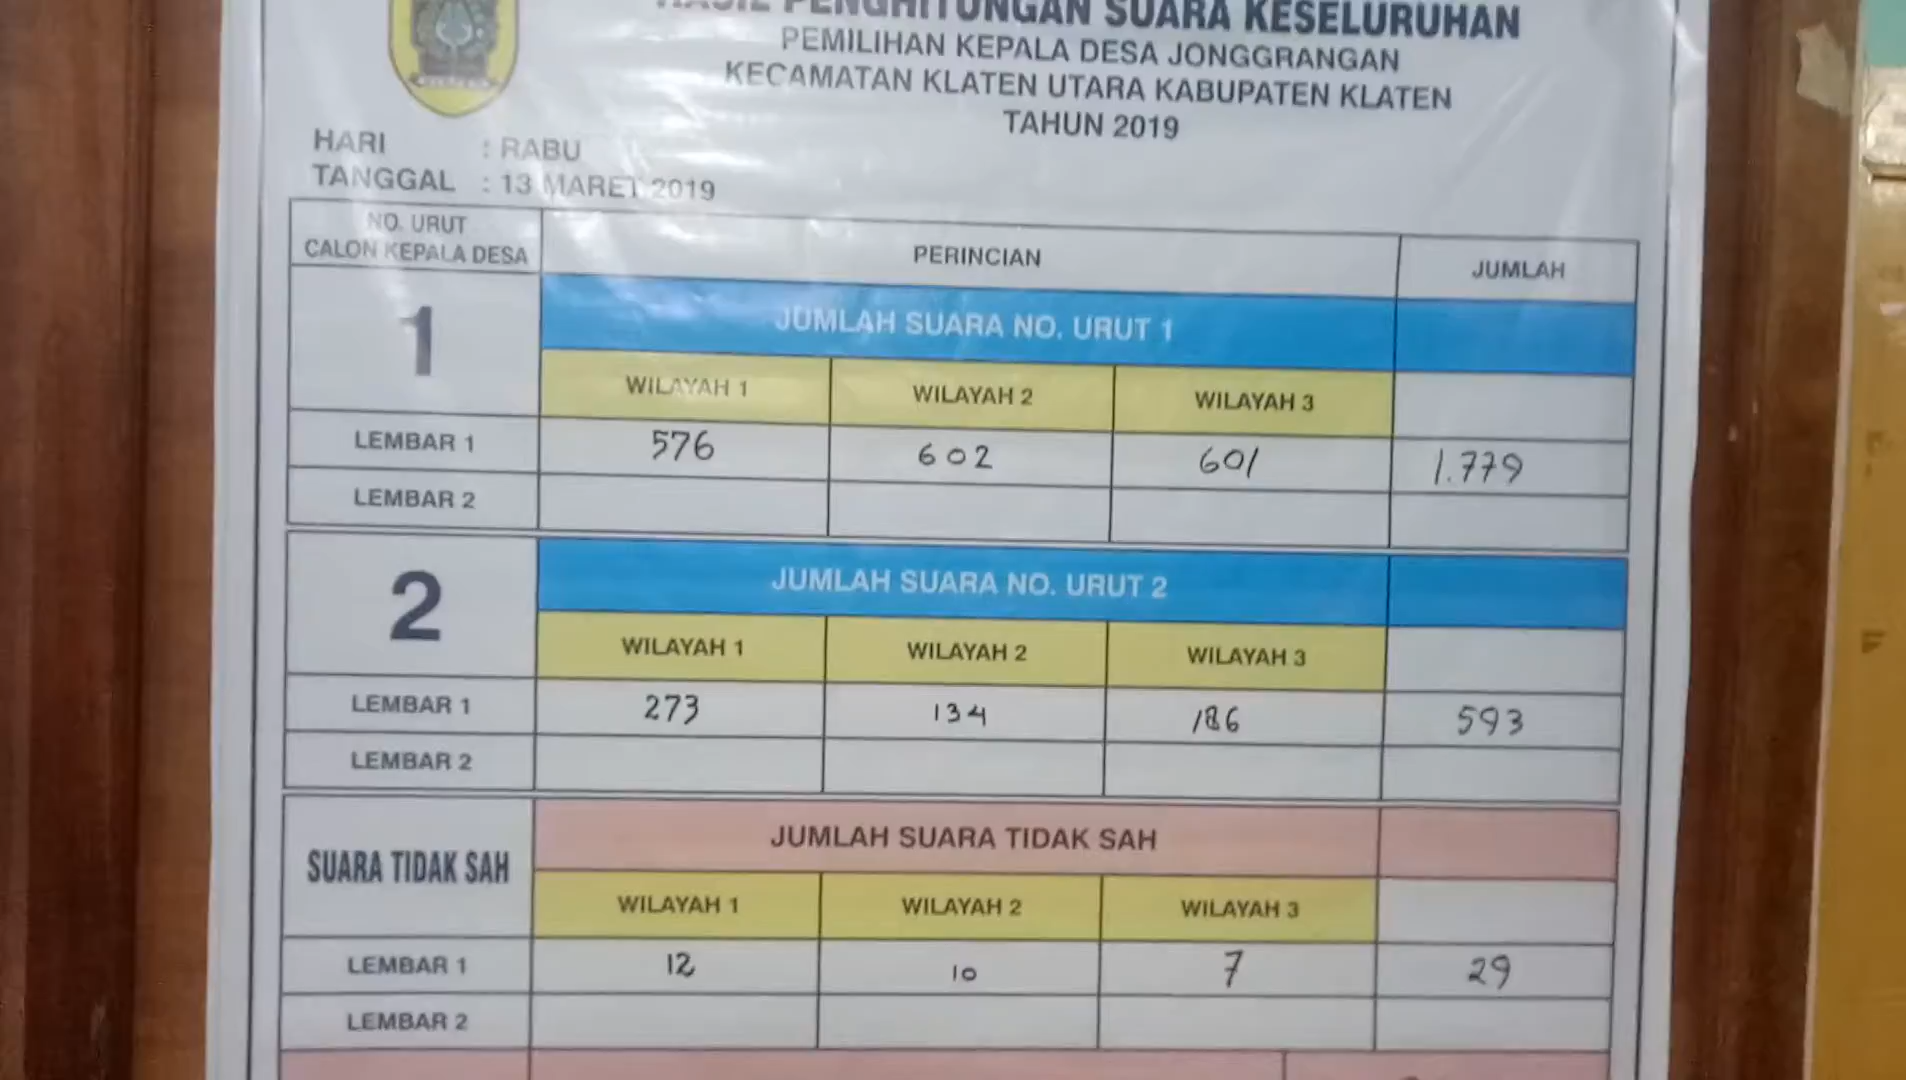 HASIL PENGHITUNGAN SUARA KESELURUHAN
PEMILIHAN KEPALA DESA JONGGRANGAN
KECAMATAN KLATEN UTARA KABUPATEN KLATEN
TAHUN 2019
HARI : RABU
TANGGAL : 13 MARET 2019
NO. URUT
CALON KEPALA DESA
PERINCIAN
JUMLAH
1
JUMLAH SUARA NO. URUT 1
WILAYAH 1 WILAYAH 2 WILAYAH 3
LEMBAR 1 576 602 601 1.779
LEMBAR 2
2
JUMLAH SUARA NO. URUT 2
WILAYAH 1 WILAYAH 2 WILAYAH 3
LEMBAR 1 273 134 186 593
LEMBAR 2
SUARA TIDAK SAH
JUMLAH SUARA TIDAK SAH
WILAYAH 1 WILAYAH 2 WILAYAH 3
LEMBAR 1 12 10 7 29
LEMBAR 2